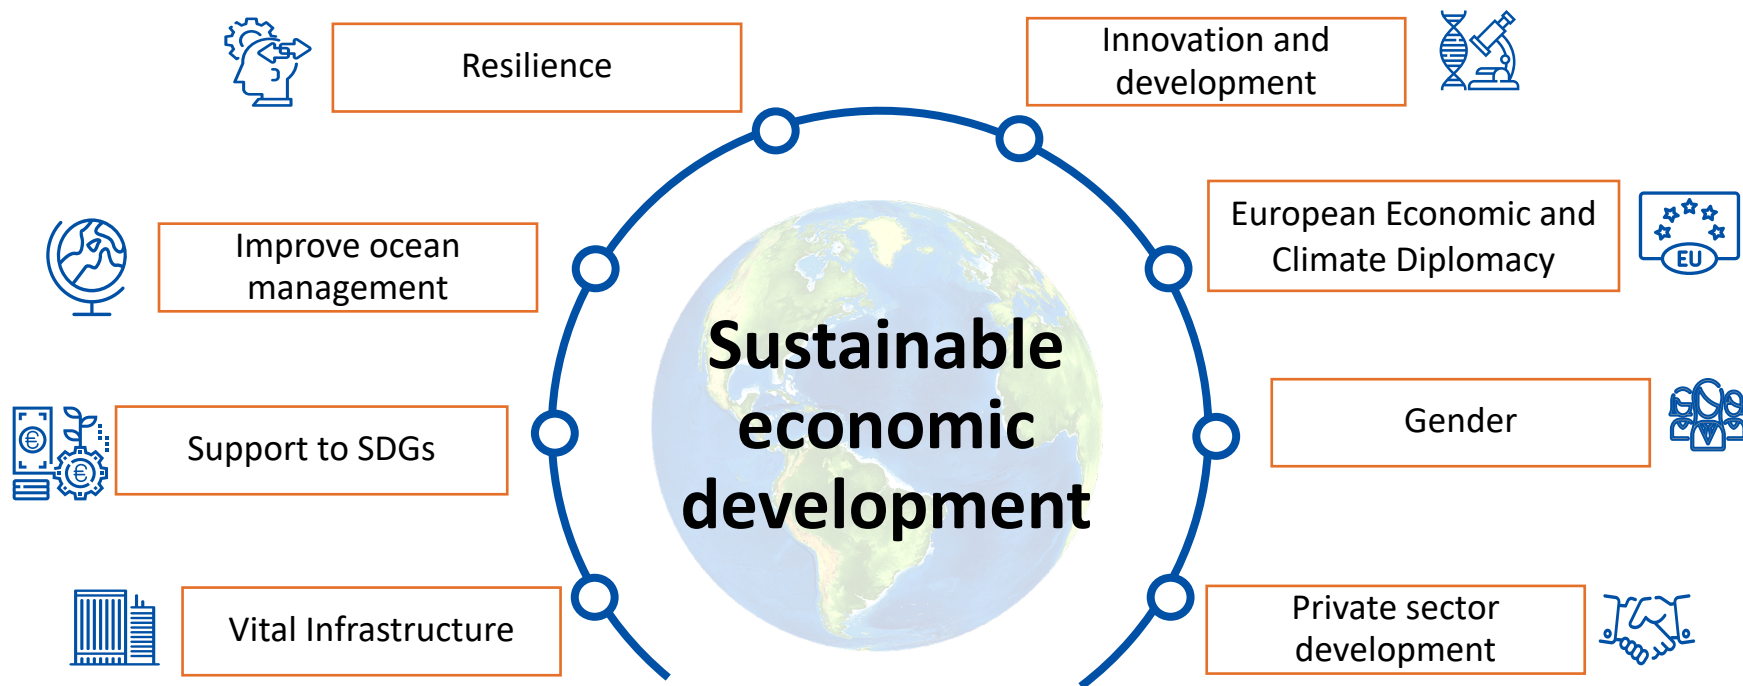 Resilience
Innovation and
development
Improve ocean
management
European Economic and
Climate Diplomacy
EU
Sustainable
economic
development
Support to SDGs
€
€
Gender
Vital Infrastructure
Private sector
development